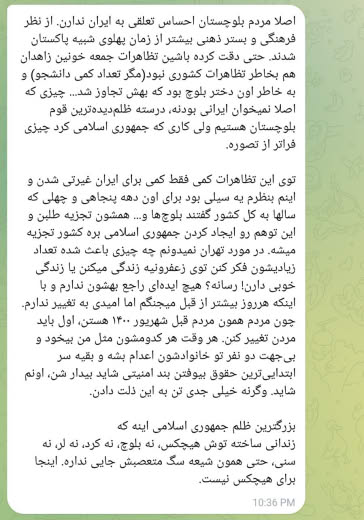 اصلا مردم بلوچستان احساس تعلقی به ایران ندارن. از نظر
فرهنگی و بستر ذهنی بیشتر از زمان پهلوی شبیه پاکستان
شدند. حتی دقت کرده باشین تظاهرات جمعه خونین زاهدان
هم بخاطر تظاهرات کشوری نبود(مگر تعداد کمی دانشجو) و
به خاطر اون دختر بلوچ بود که بهش تجاوز شد... چیزی که
اصلا نمیخوان ایرانی بودنه، درسته ظلم‌دیده‌ترین قوم
بلوچستان هستیم ولی کاری که جمهوری اسلامی کرد چیزی
فراتر از تصوره.
توی این تظاهرات کمی فقط کمی برای ایران غیرتی شدن و
اینم بنظرم یه سیلی بود برای اون دهه پنجاهی و چهلی که
سالها به کل کشور گفتند بلوچ‌ها و... همشون تجزیه طلبن و
این توهم رو ایجاد کردن جمهوری اسلامی بره کشور تجزیه
میشه. در مورد تهران نمیدونم چه چیزی باعث شده تعداد
زیادیشون فکر کنن توی زعفرونیه زندگی میکنن یا زندگی
خوبی دارن! رسانه؟ هیچ ایده‌ای راجع بهشون ندارم و با
اینکه هرروز بیشتر از قبل میجنگم اما امیدی به تغییر ندارم.
چون مردم همون مردم قبل شهریور ۱۴۰۰ هستن، اول باید
مردن تغییر کنن. هر وقت هر کدومشون مثل من بیخود و
بی‌جهت دو نفر تو خانوادشون اعدام بشه و بقیه سر
ابتدایی‌ترین حقوق بیوفتن بند امنیتی شاید بیدار شن، اونم
شاید. وگرنه خیلی جدی تن به این ذلت دادن.
بزرگترین ظلم جمهوری اسلامی اینه که
زندانی ساخته توش هیچکس، نه بلوچ، نه کرد، نه لر، نه
سنی، حتی همون شیعه سگ متعصبش جایی نداره. اینجا
برای هیچکس نیست.
10:36 PM